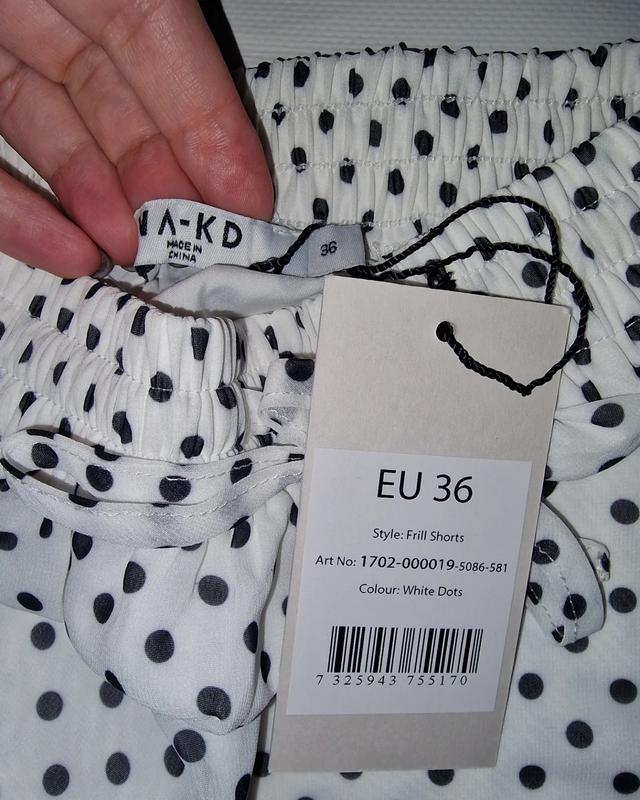 NA-KD
MADE IN
CHINA
36
EU 36
Style: Frill Shorts
Art No: 1702-000019-5086-581
Colour: White Dots
7 325943 755170